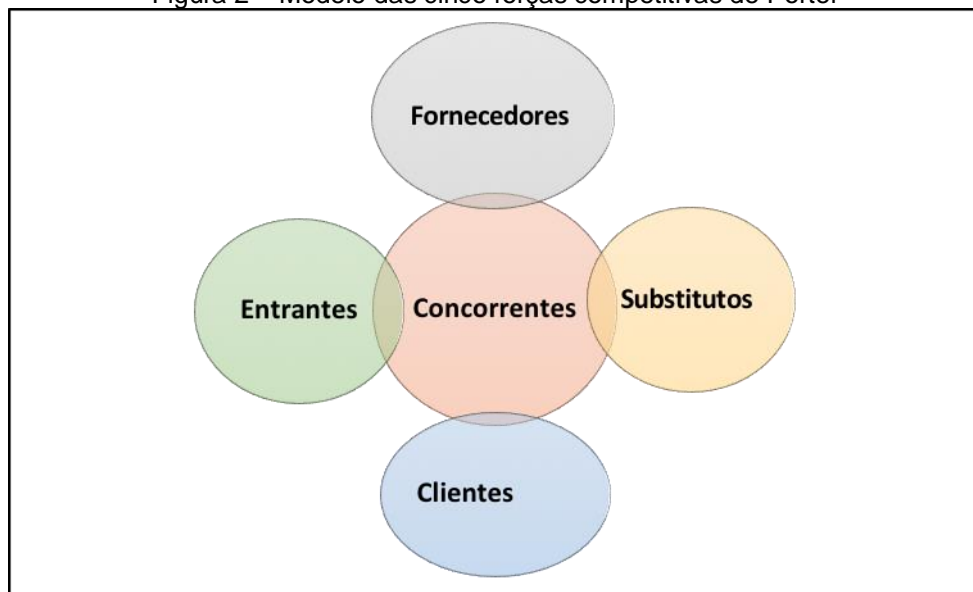 Figura 2 – Modelo das cinco forças competitivas de Porter
Fornecedores
Entrantes
Concorrentes
Substitutos
Clientes